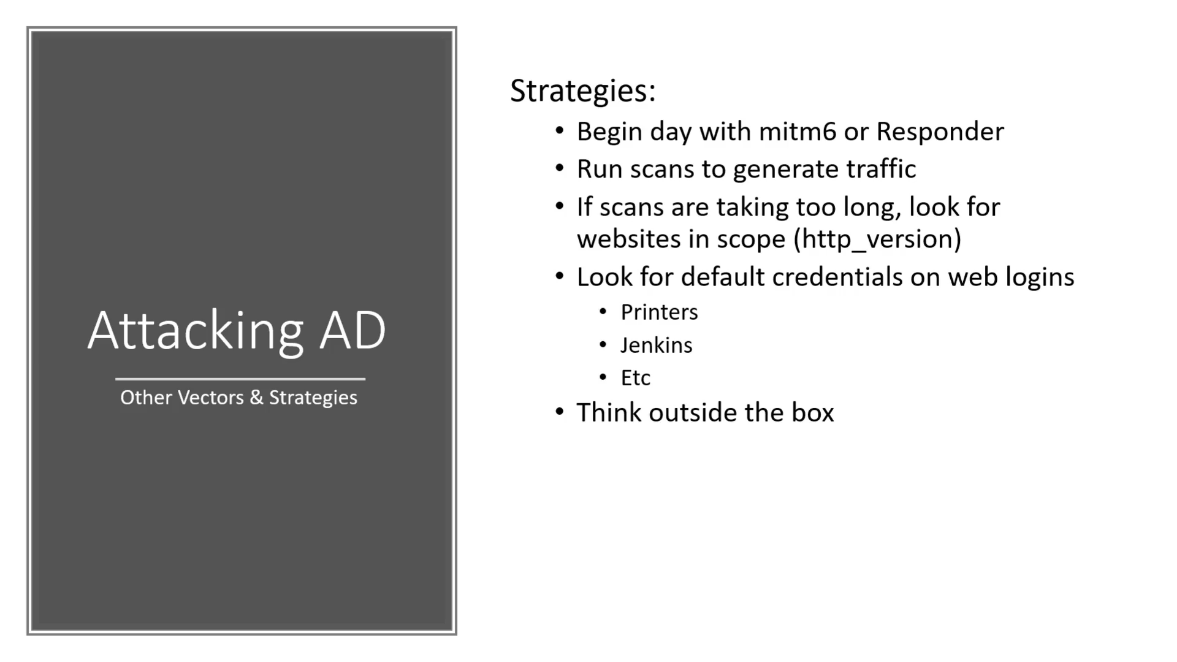 Attacking AD
Other Vectors & Strategies
Strategies:
• Begin day with mitm6 or Responder
• Run scans to generate traffic
• If scans are taking too long, look for
websites in scope (http_version)
• Look for default credentials on web logins
• Printers
• Jenkins
• Etc
• Think outside the box